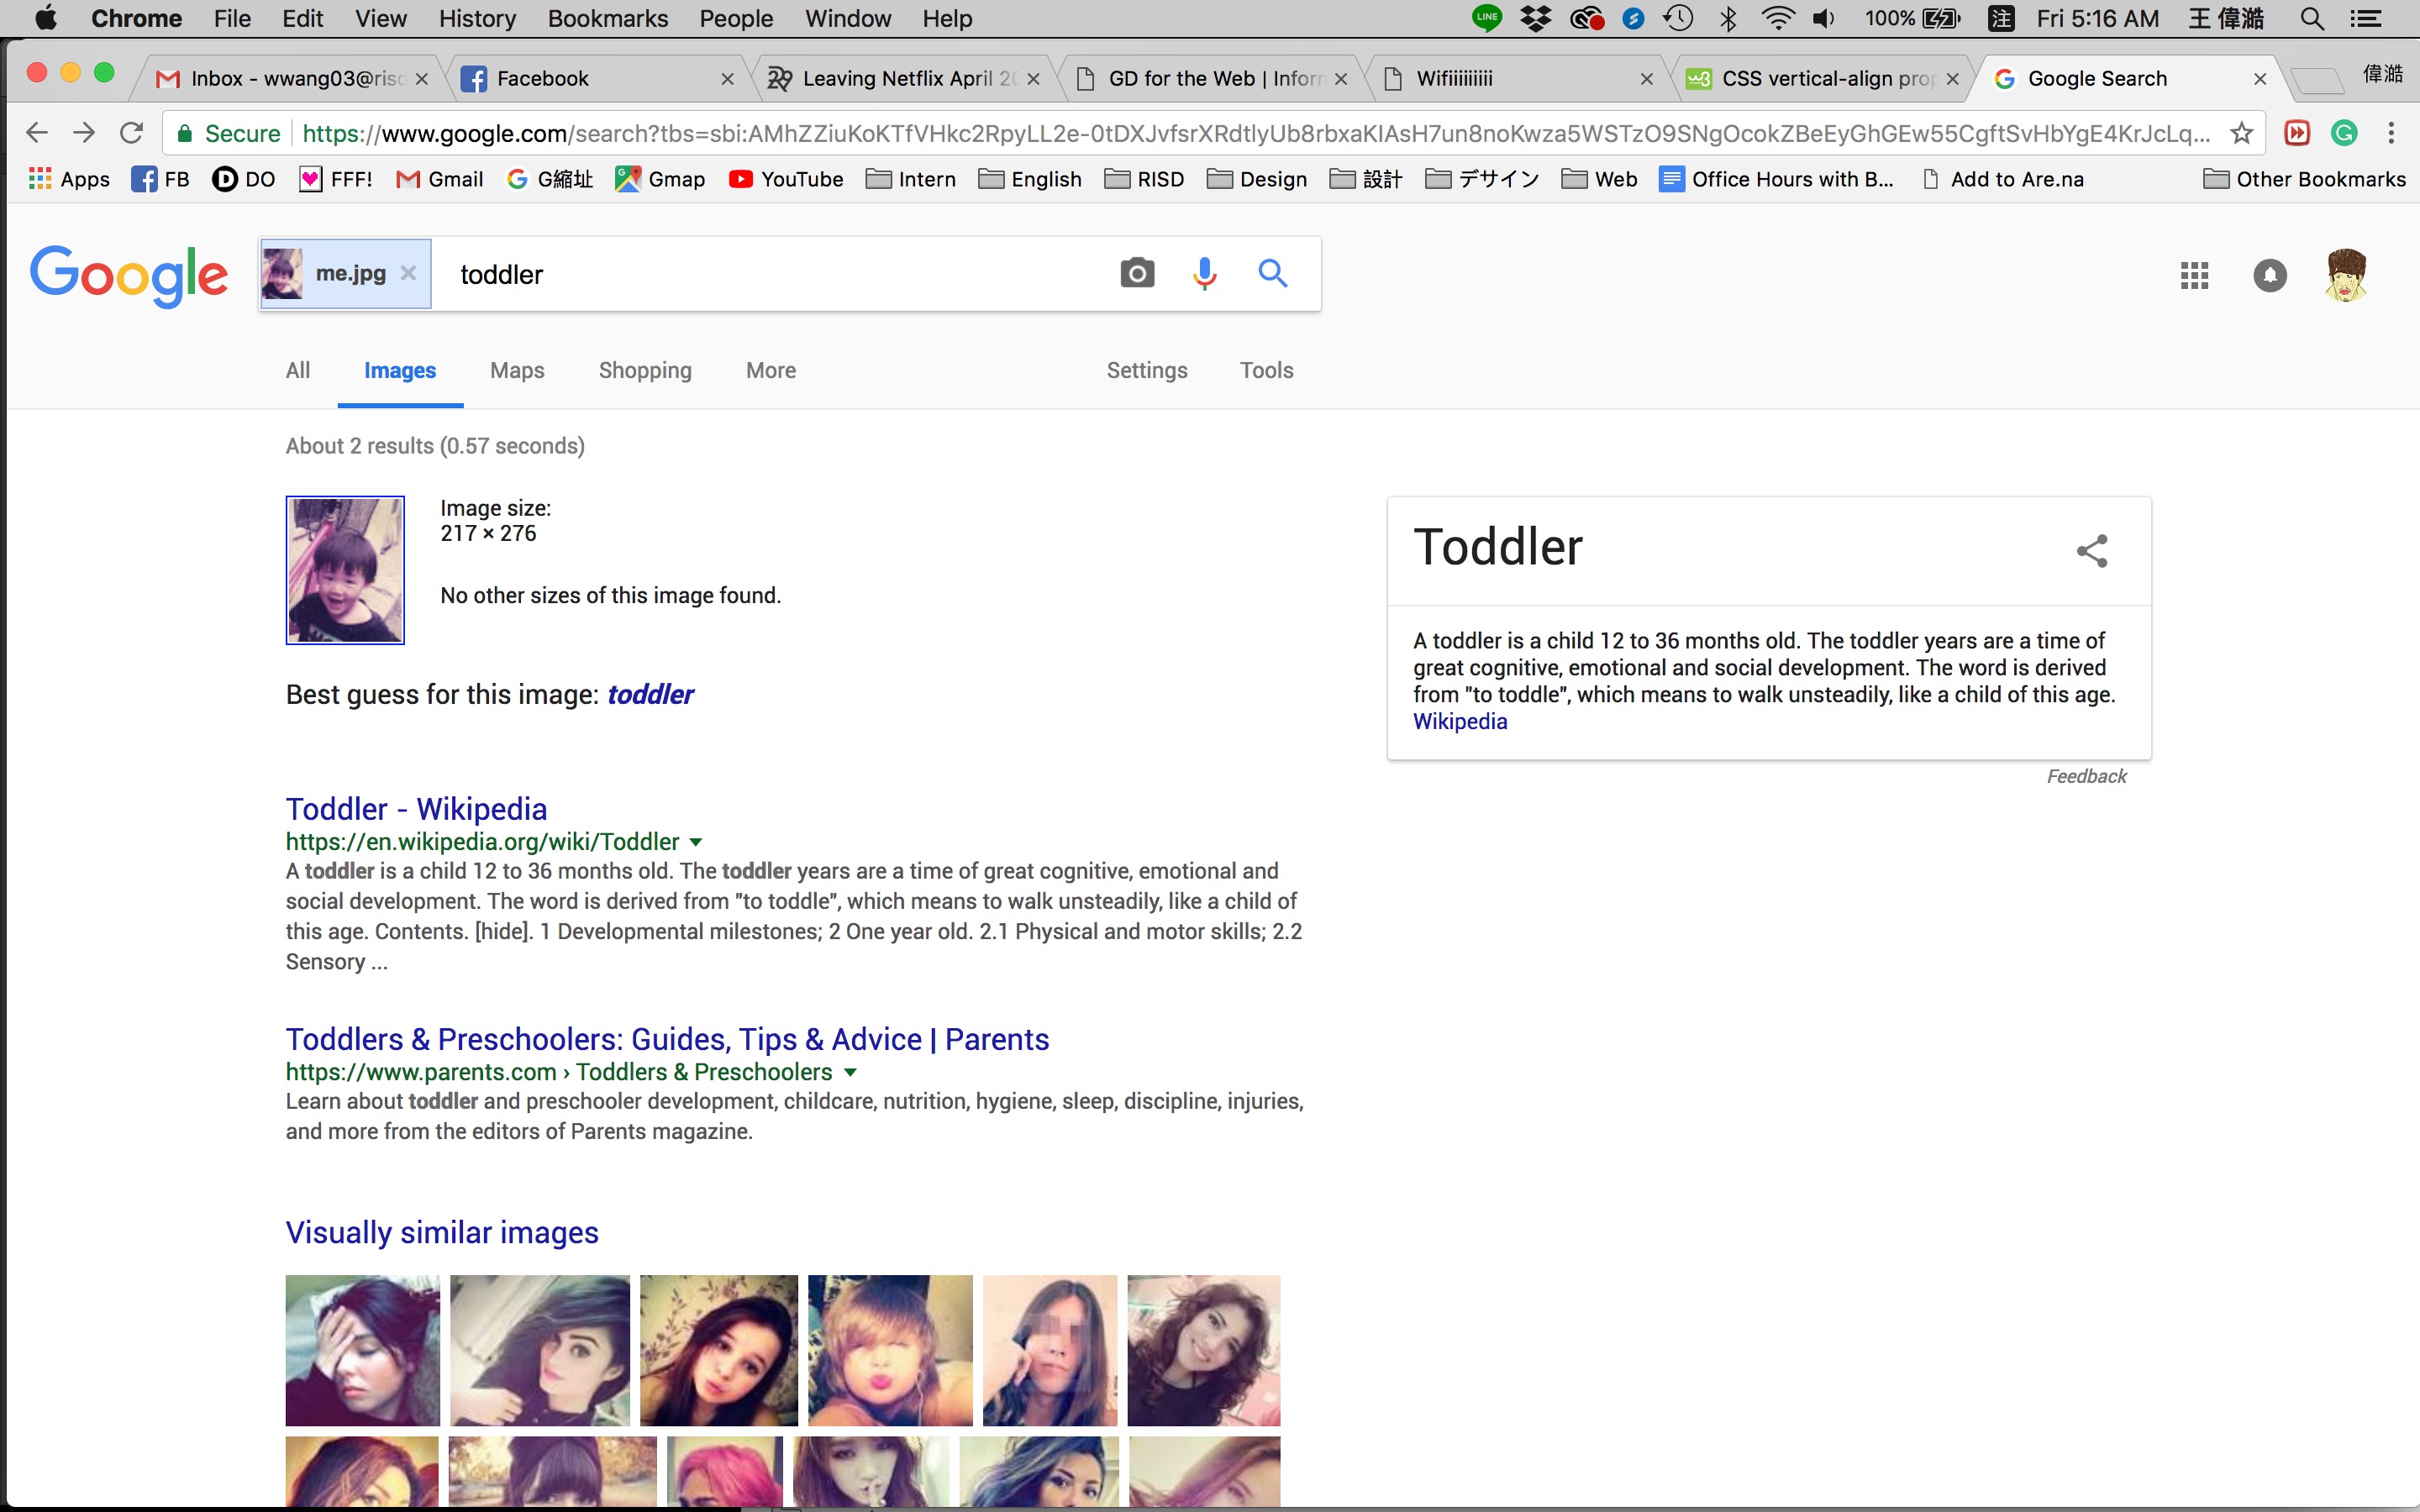 Chrome File Edit View History Bookmarks People Window Help LINE 100% 注 Fri 5:16 AM 王 偉澔
Inbox - wwang03@risd Facebook Leaving Netflix April 20 GD for the Web | Inform Wifiiiiiiiii CSS vertical-align prop Google Search 偉澔
Secure https://www.google.com/search?tbs=sbi:AMhZZiuKoKTfVHkc2RpyLL2e-0tDXJvfsrXRdtlyUb8rbxaKIAsH7un8noKwza5WSTzO9SNgOcokZBeEyGhGEw55CgftSvHbYgE4KrJcLq...
Apps FB DO FFF! Gmail G縮址 Gmap YouTube Intern English RISD Design 設計 デサイン Web Office Hours with B... Add to Are.na Other Bookmarks
Google me.jpg toddler
All Images Maps Shopping More Settings Tools
About 2 results (0.57 seconds)
Image size:
217 × 276
No other sizes of this image found.
Best guess for this image: toddler
Toddler - Wikipedia
https://en.wikipedia.org/wiki/Toddler
A toddler is a child 12 to 36 months old. The toddler years are a time of great cognitive, emotional and
social development. The word is derived from "to toddle", which means to walk unsteadily, like a child of
this age. Contents. [hide]. 1 Developmental milestones; 2 One year old. 2.1 Physical and motor skills; 2.2
Sensory ...
Toddlers & Preschoolers: Guides, Tips & Advice | Parents
https://www.parents.com › Toddlers & Preschoolers
Learn about toddler and preschooler development, childcare, nutrition, hygiene, sleep, discipline, injuries,
and more from the editors of Parents magazine.
Visually similar images
Toddler
A toddler is a child 12 to 36 months old. The toddler years are a time of
great cognitive, emotional and social development. The word is derived
from "to toddle", which means to walk unsteadily, like a child of this age.
Wikipedia
Feedback